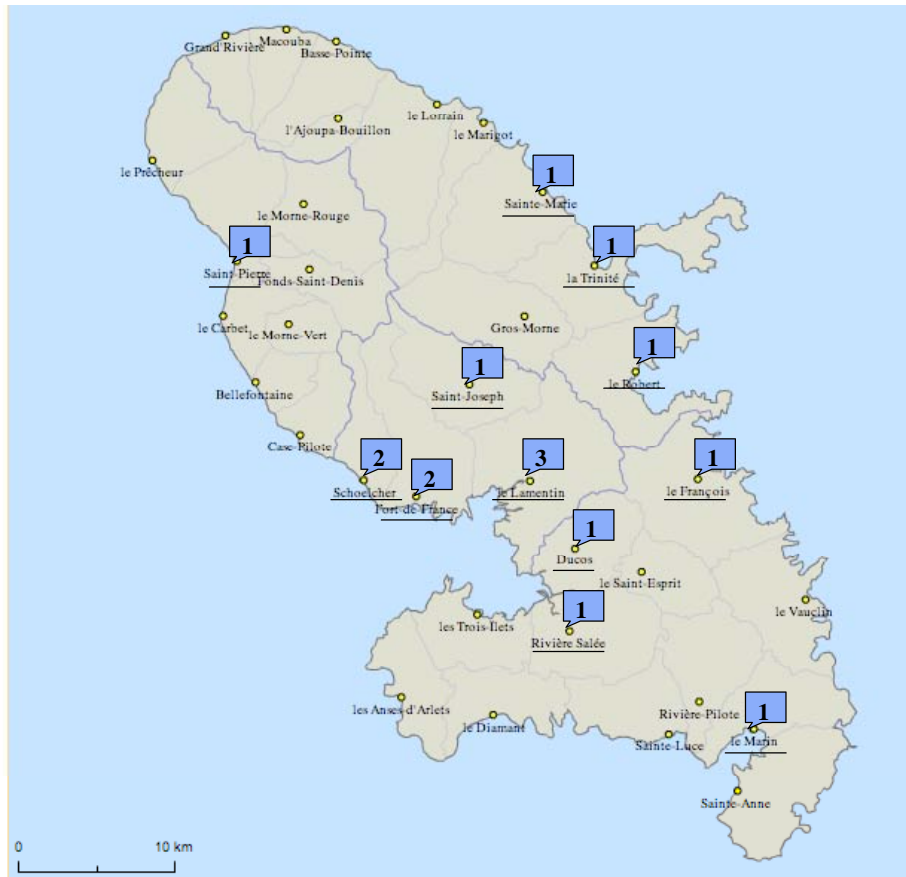 Macouba
Grand'Rivière
Basse-Pointe
le Lorrain
l'Ajoupa-Bouillon
le Marigot
le Prêcheur
1
Sainte-Marie
le Morne-Rouge
1
Saint-Pierre
Fonds-Saint-Denis
1
la Trinité
le Carbet
le Morne-Vert
Gros-Morne
1
le Robert
1
Saint-Joseph
Bellefontaine
Case-Pilote
2
Schoelcher
2
Fort-de-France
3
le Lamentin
1
le François
1
Ducos
le Saint-Esprit
les Trois-Ilets
1
Rivière Salée
le Vauclin
les Anses-d'Arlets
le Diamant
Rivière-Pilote
1
le Marin
Sainte-Luce
Sainte-Anne
0 10 km